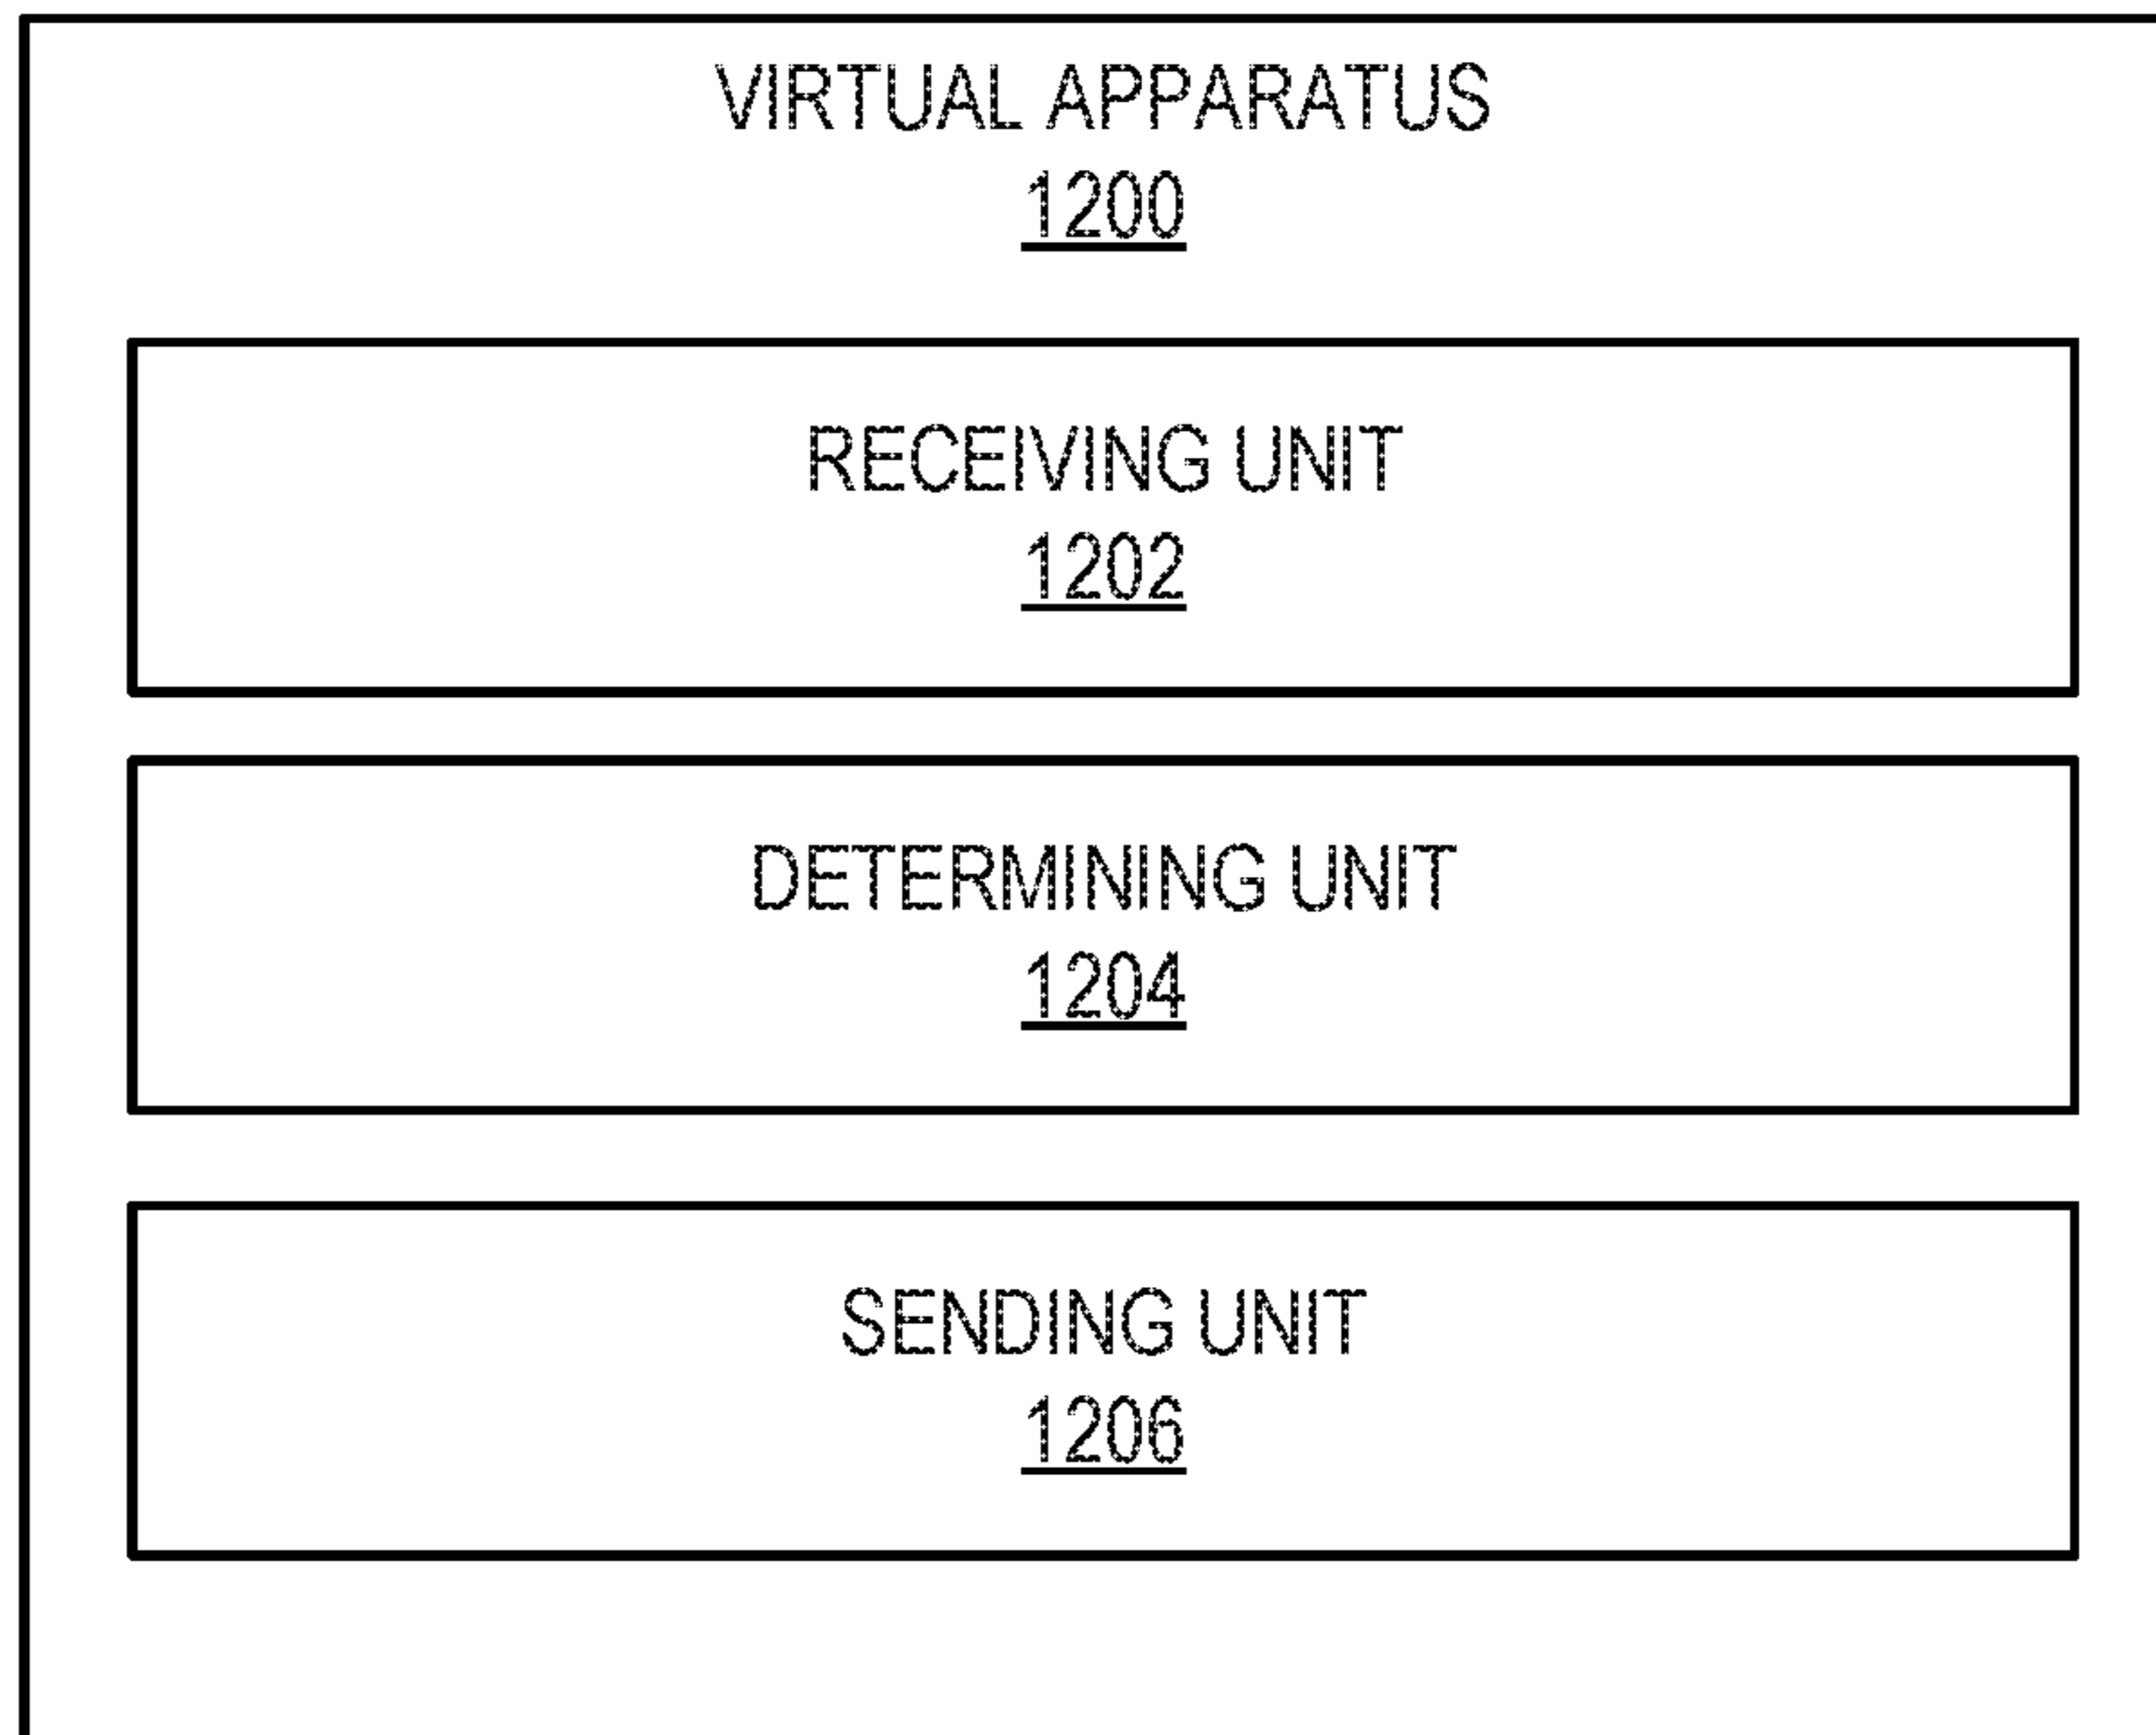 VIRTUAL APPARATUS
1200
RECEIVING UNIT
1202
DETERMINING UNIT
1204
SENDING UNIT
1206